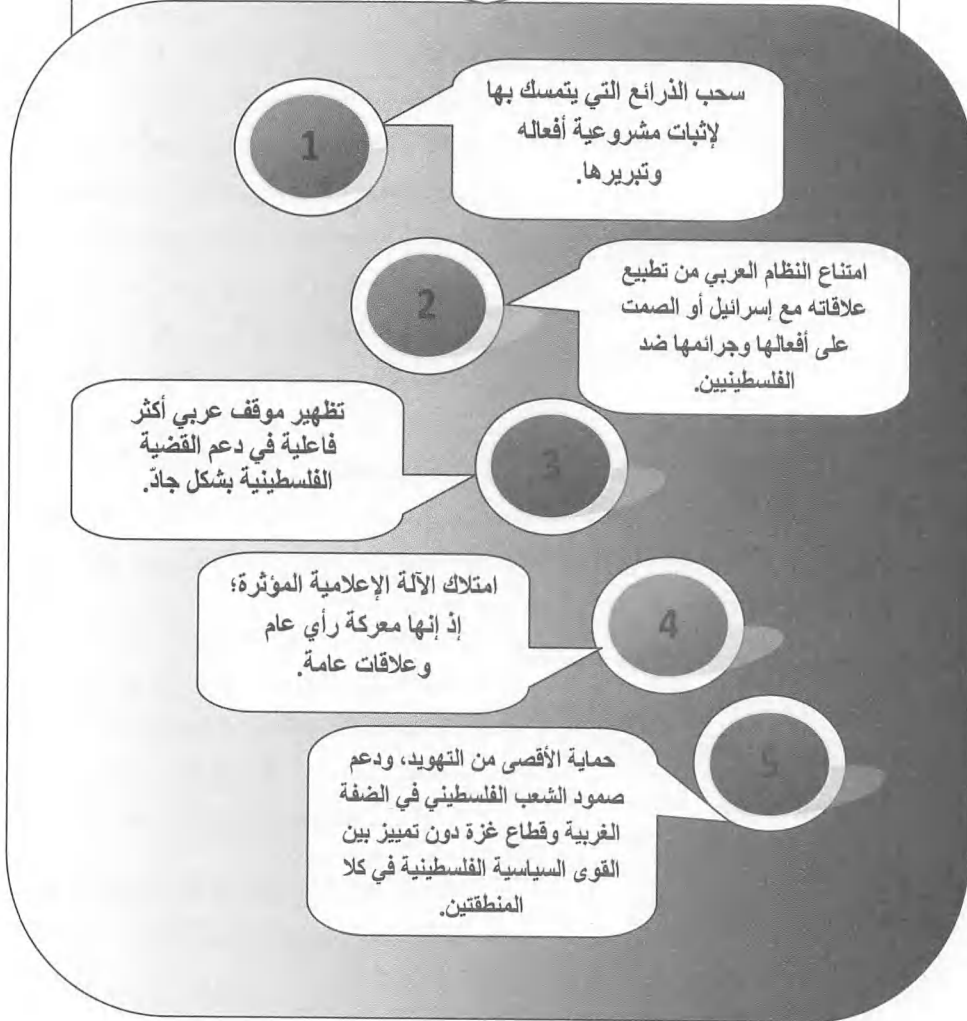 1
سحب الذرائع التي يتمسك بها
لإثبات مشروعية أفعاله
وتبريرها.
2
امتناع النظام العربي من تطبيع
علاقاته مع إسرائيل أو الصمت
على أفعالها وجرائمها ضد
الفلسطينيين.
3
تظهير موقف عربي أكثر
فاعلية في دعم القضية
الفلسطينية بشكل جادّ.
4
امتلاك الآلة الإعلامية المؤثرة؛
إذ إنها معركة رأي عام
وعلاقات عامة.
5
حماية الأقصى من التهويد، ودعم
صمود الشعب الفلسطيني في الضفة
الغربية وقطاع غزة دون تمييز بين
القوى السياسية الفلسطينية في كلا
المنطقتين.